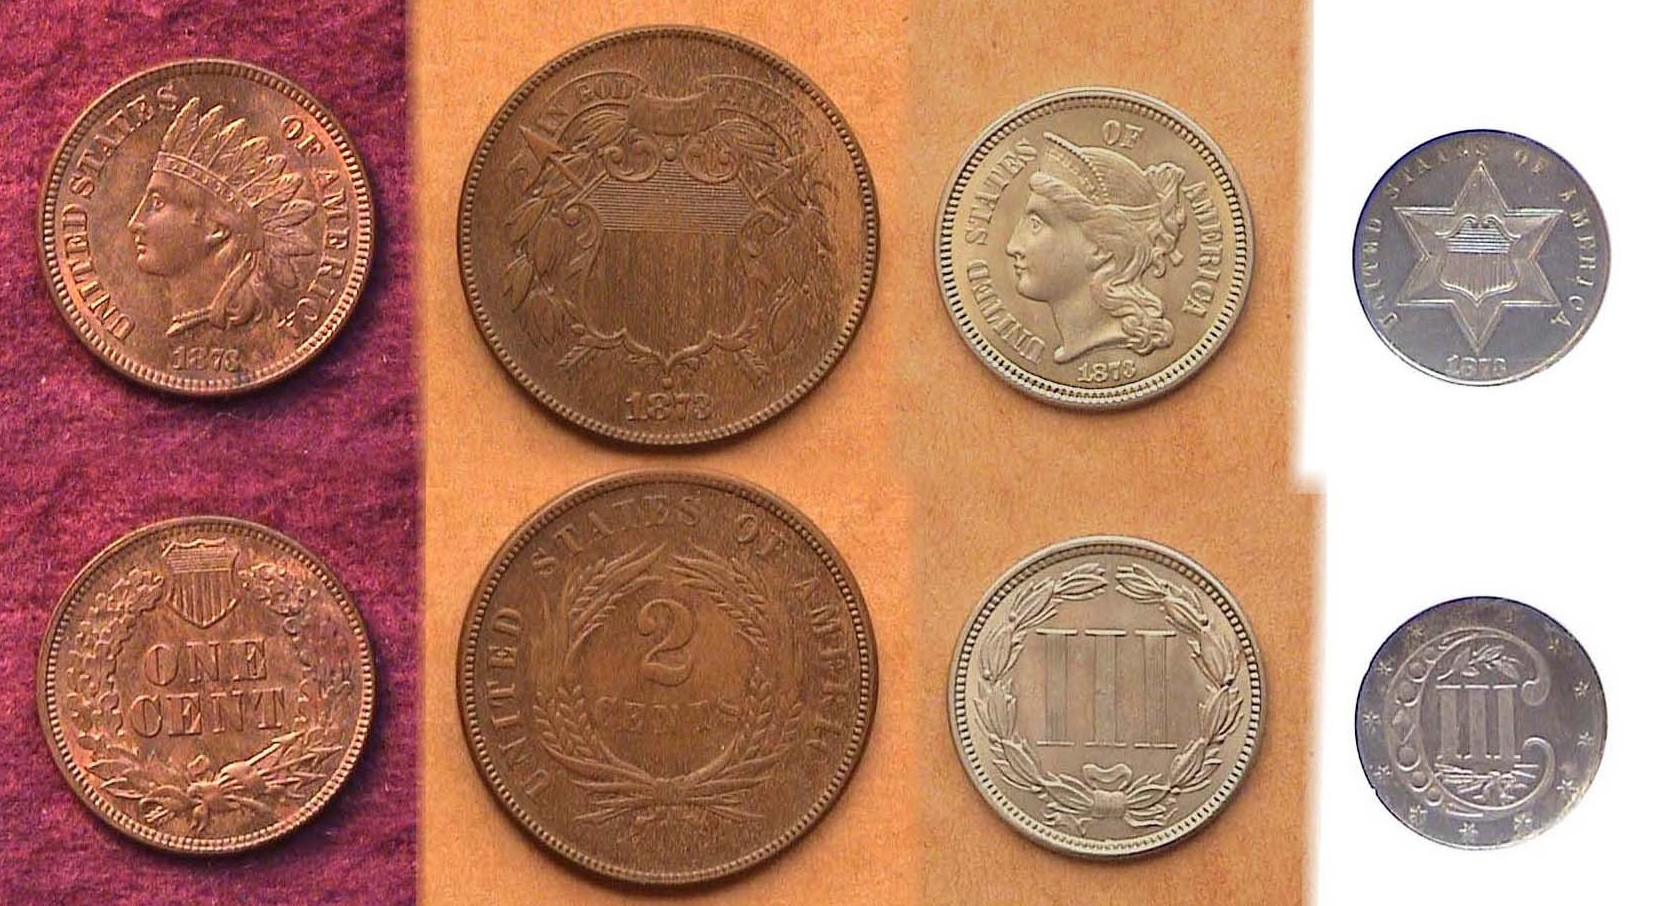 UNITED STATES OF AMERICA
1873
IN GOD TRUST
1873
UNITED STATES OF AMERICA
1873
UNITED STATES OF AMERICA
1873
ONE
CENT
UNITED STATES OF AMERICA
2
CENTS
III
III